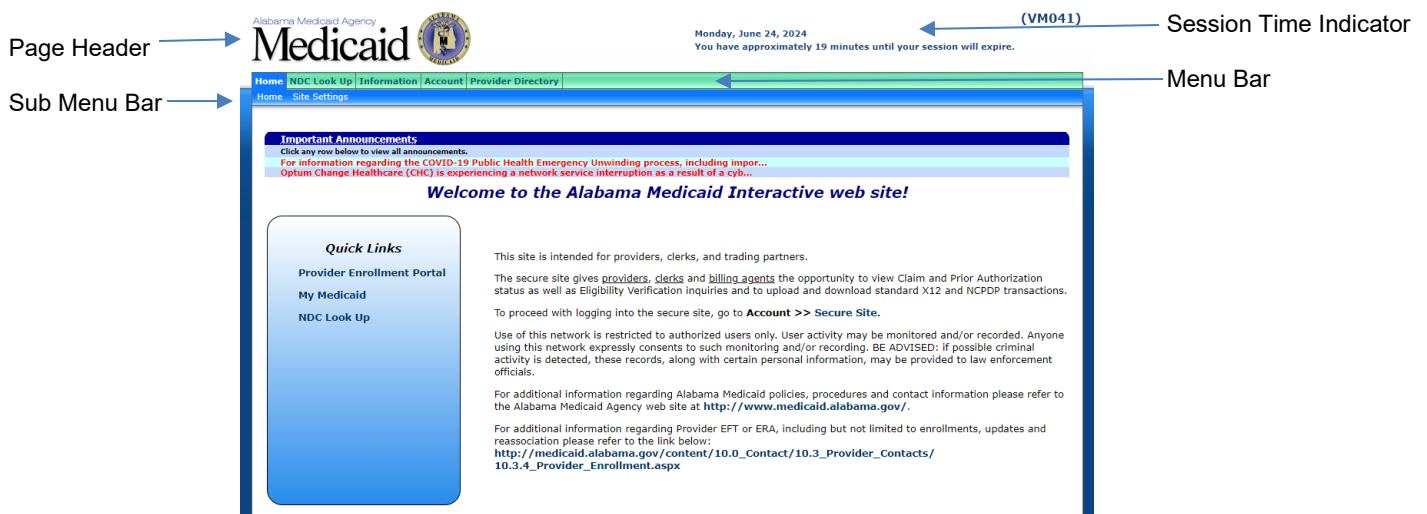 Page Header
Sub Menu Bar
Alabama Medicaid Agency
Medicaid
(VM041)
Monday, June 24, 2024
You have approximately 19 minutes until your session will expire.
Session Time Indicator
Menu Bar
Home NDC Look Up Information Account Provider Directory
Home Site Settings
Important Announcements
Click any row below to view all announcements.
For information regarding the COVID-19 Public Health Emergency Unwinding process, including impor...
Optum Change Healthcare (CHC) is experiencing a network service interruption as a result of a cyb...
Welcome to the Alabama Medicaid Interactive web site!
Quick Links
Provider Enrollment Portal
My Medicaid
NDC Look Up
This site is intended for providers, clerks, and trading partners.
The secure site gives providers, clerks and billing agents the opportunity to view Claim and Prior Authorization
status as well as Eligibility Verification inquiries and to upload and download standard X12 and NCPDP transactions.
To proceed with logging into the secure site, go to Account >> Secure Site.
Use of this network is restricted to authorized users only. User activity may be monitored and/or recorded. Anyone
using this network expressly consents to such monitoring and/or recording. BE ADVISED: if possible criminal
activity is detected, these records, along with certain personal information, may be provided to law enforcement
officials.
For additional information regarding Alabama Medicaid policies, procedures and contact information please refer to
the Alabama Medicaid Agency web site at http://www.medicaid.alabama.gov/.
For additional information regarding Provider EFT or ERA, including but not limited to enrollments, updates and
reassociation please refer to the link below:
http://medicaid.alabama.gov/content/10.0_Contact/10.3_Provider_Contacts/
10.3.4_Provider_Enrollment.aspx